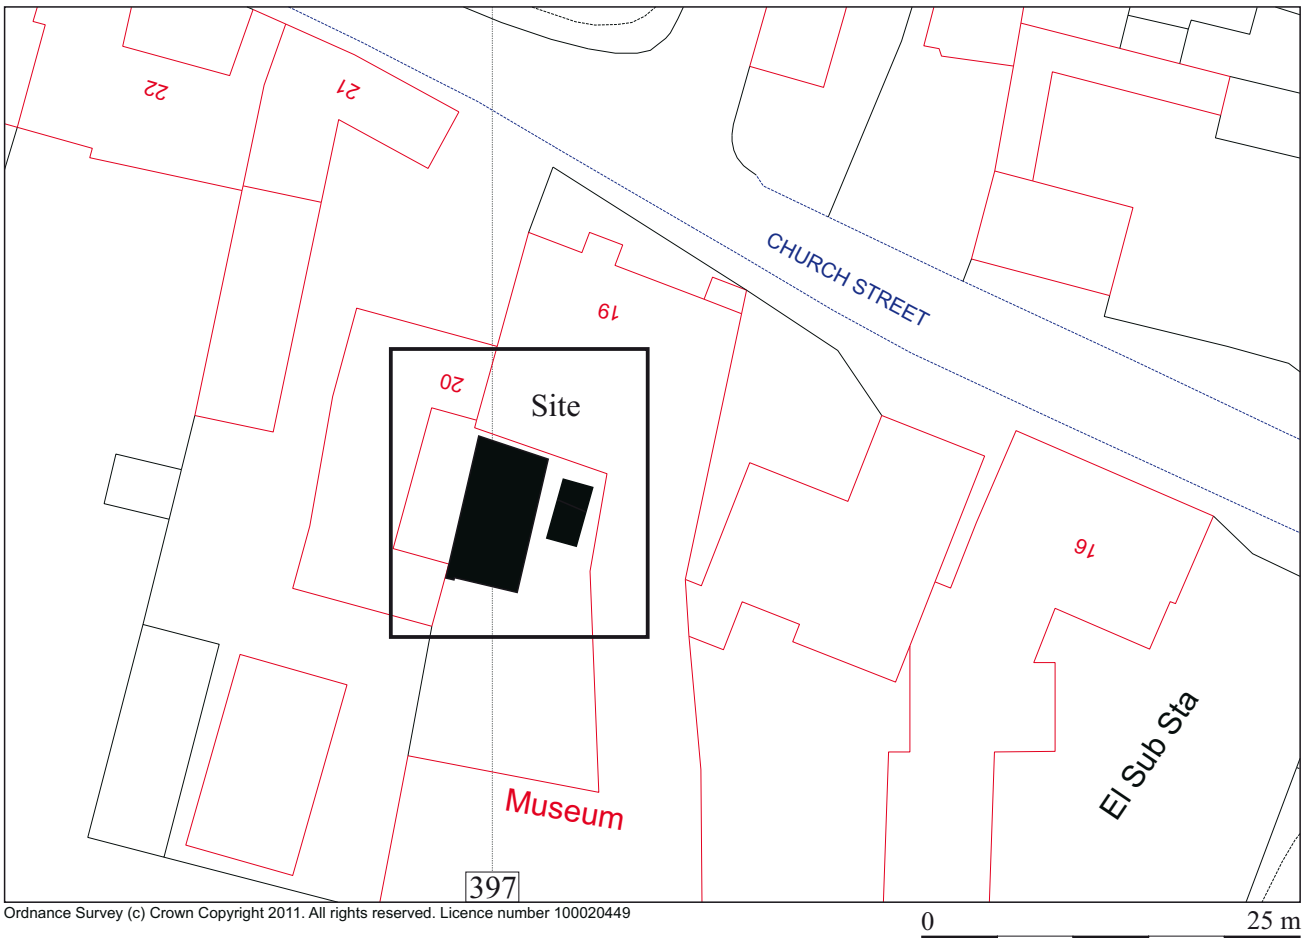 22
21
CHURCH STREET
19
20
Site
16
El Sub Sta
Museum
397
Ordnance Survey (c) Crown Copyright 2011. All rights reserved. Licence number 100020449
0 25 m